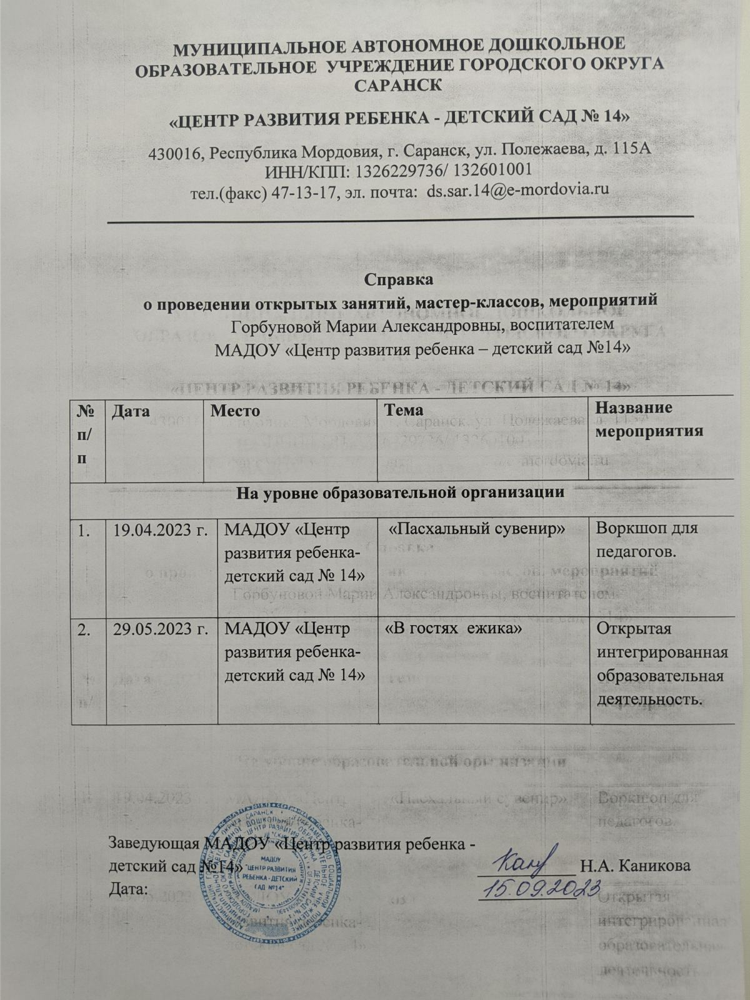 МУНИЦИПАЛЬНОЕ АВТОНОМНОЕ ДОШКОЛЬНОЕ
ОБРАЗОВАТЕЛЬНОЕ УЧРЕЖДЕНИЕ ГОРОДСКОГО ОКРУГА
САРАНСК
«ЦЕНТР РАЗВИТИЯ РЕБЕНКА - ДЕТСКИЙ САД № 14»
430016, Республика Мордовия, г. Саранск, ул. Полежаева, д. 115А
ИНН/КПП: 1326229736/ 132601001
тел.(факс) 47-13-17, эл. почта: ds.sar.14@e-mordovia.ru
Справка
о проведении открытых занятий, мастер-классов, мероприятий
Горбуновой Марии Александровны, воспитателем
МАДОУ «Центр развития ребенка – детский сад №14»
№ п/п Дата Место Тема Название мероприятия
На уровне образовательной организации
1. 19.04.2023 г. МАДОУ «Центр «Пасхальный сувенир» Воркшоп для
развития ребенка- педагогов.
детский сад № 14»
2. 29.05.2023 г. МАДОУ «Центр «В гостях ежика» Открытая
развития ребенка- интегрированная
детский сад № 14» образовательная
деятельность.
Заведующая МАДОУ «Центр развития ребенка -
детский сад №14» Н.А. Каникова
Дата: 15.09.2023
МАДОУ
"ЦЕНТР РАЗВИТИЯ
РЕБЕНКА - ДЕТСКИЙ
САД №14"